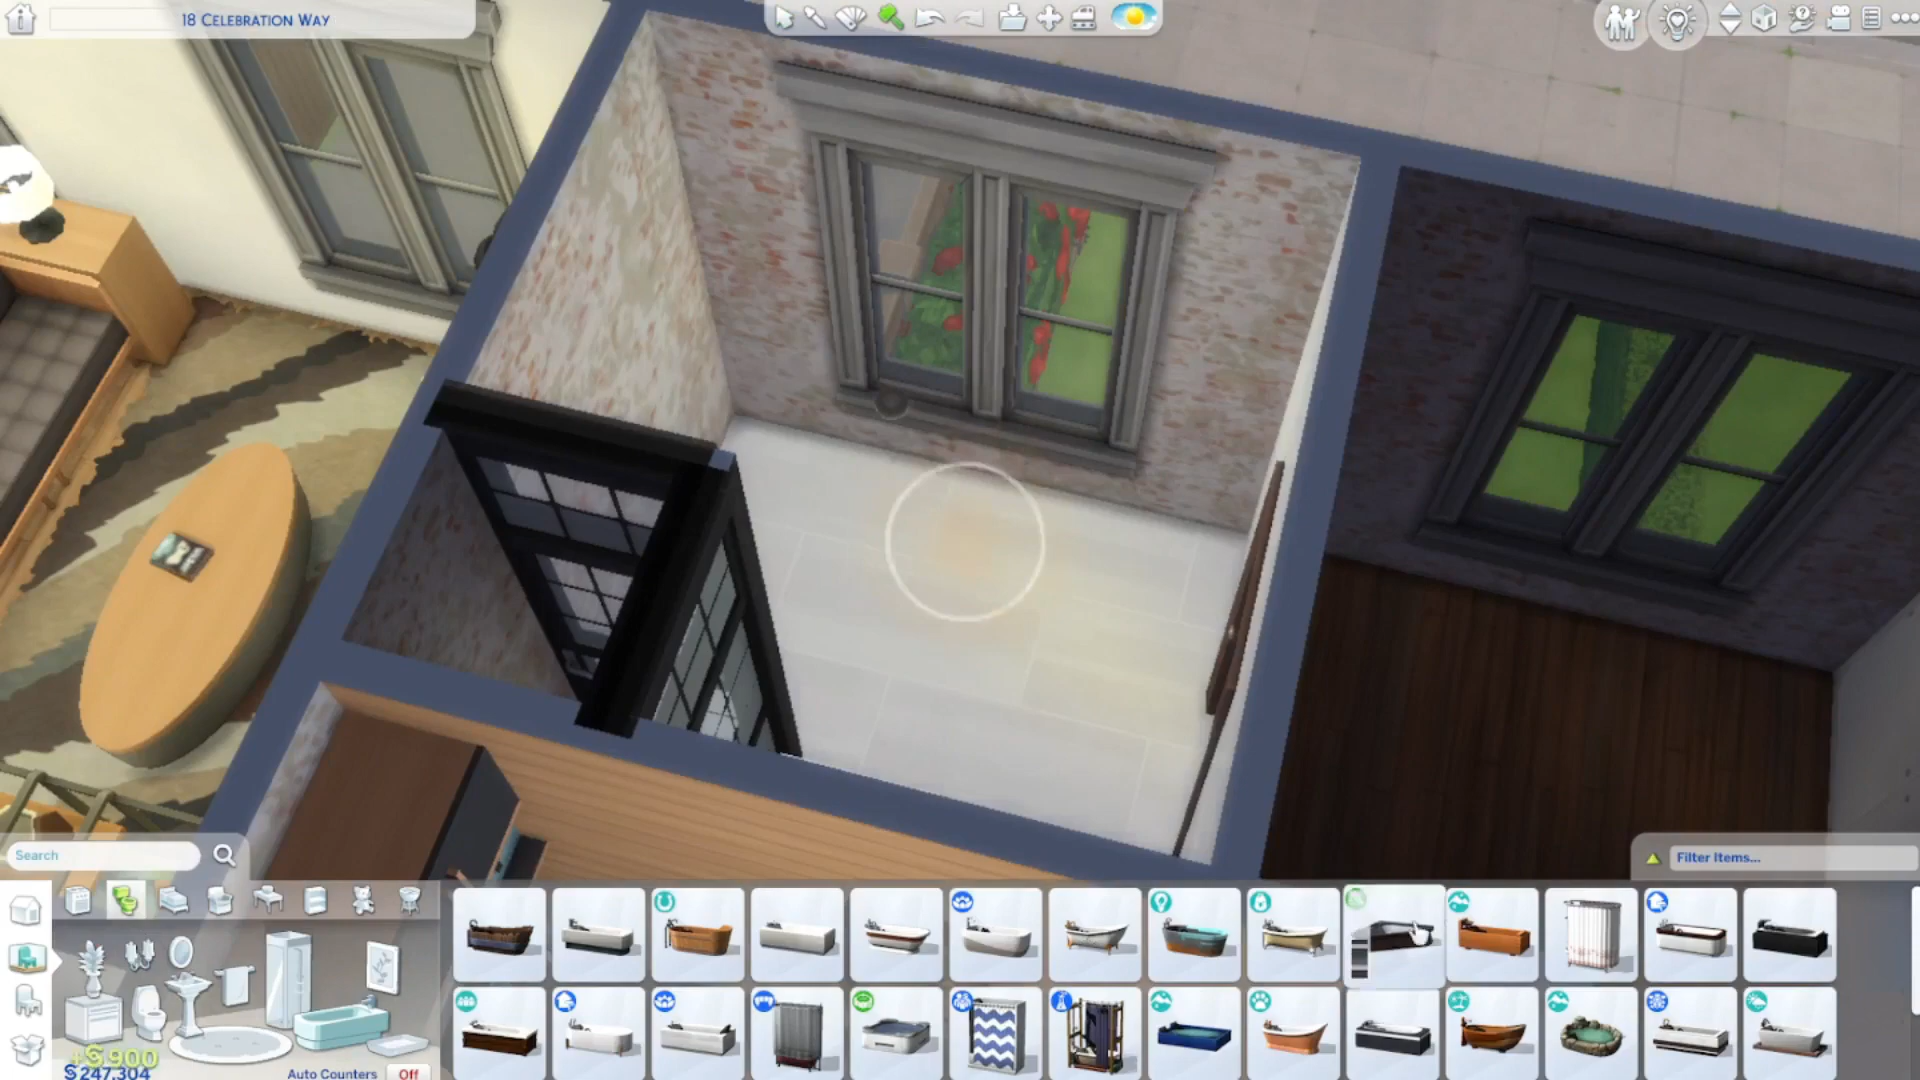 18 Celebration Way
Search
Filter Items...
+§900
§247,304
Auto Counters Off